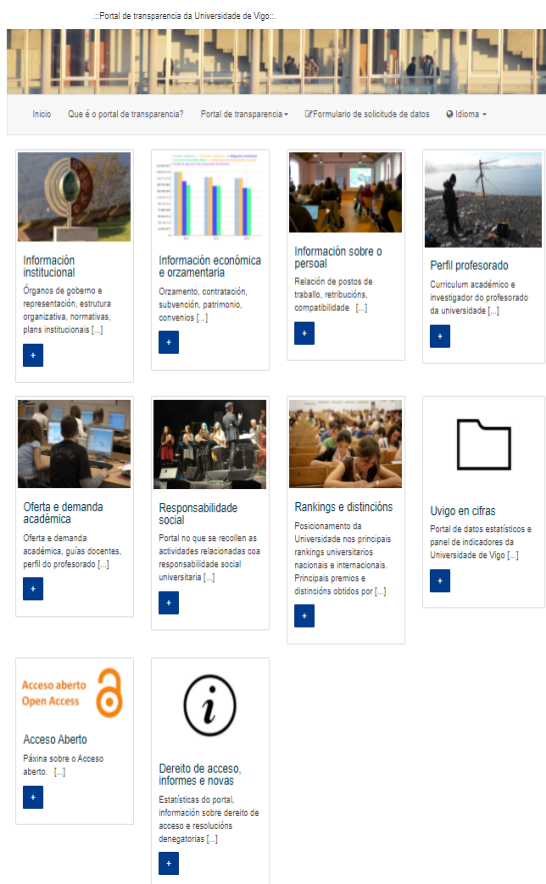 .::Portal de transparencia da Universidade de Vigo::.
Inicio
Que é o portal de transparencia?
Portal de transparencia
Formulario de solicitude de datos
Idioma
Información
institucional
Órganos de goberno e
representación, estrutura
organizativa, normativas,
plans institucionais [...]
+
Información económica
e orzamentaria
Orzamento, contratación,
subvención, patrimonio,
convenios [...]
+
Información sobre o
persoal
Relación de postos de
traballo, retribucións,
compatibilidade [...]
+
Perfil profesorado
Curriculum académico e
investigador do profesorado
da universidade [...]
+
Oferta e demanda
académica
Oferta e demanda
académica, guías docentes,
perfil do profesorado [...]
+
Responsabilidade
social
Portal no que se recollen as
actividades relacionadas coa
responsabilidade social
universitaria [...]
+
Rankings e distincións
Posicionamento da
Universidade nos principais
rankings universitarios
nacionais e internacionais.
Principais premios e
distincións obtidos por [...]
+
Uvigo en cifras
Portal de datos estatísticos e
panel de indicadores da
Universidade de Vigo [...]
+
Acceso aberto
Open Access
Acceso Aberto
Páxina sobre o Acceso
aberto. [...]
+
i
Dereito de acceso,
informes e novas
Estatísticas do portal,
información sobre dereito de
acceso e resolucións
denegatorias [...]
+